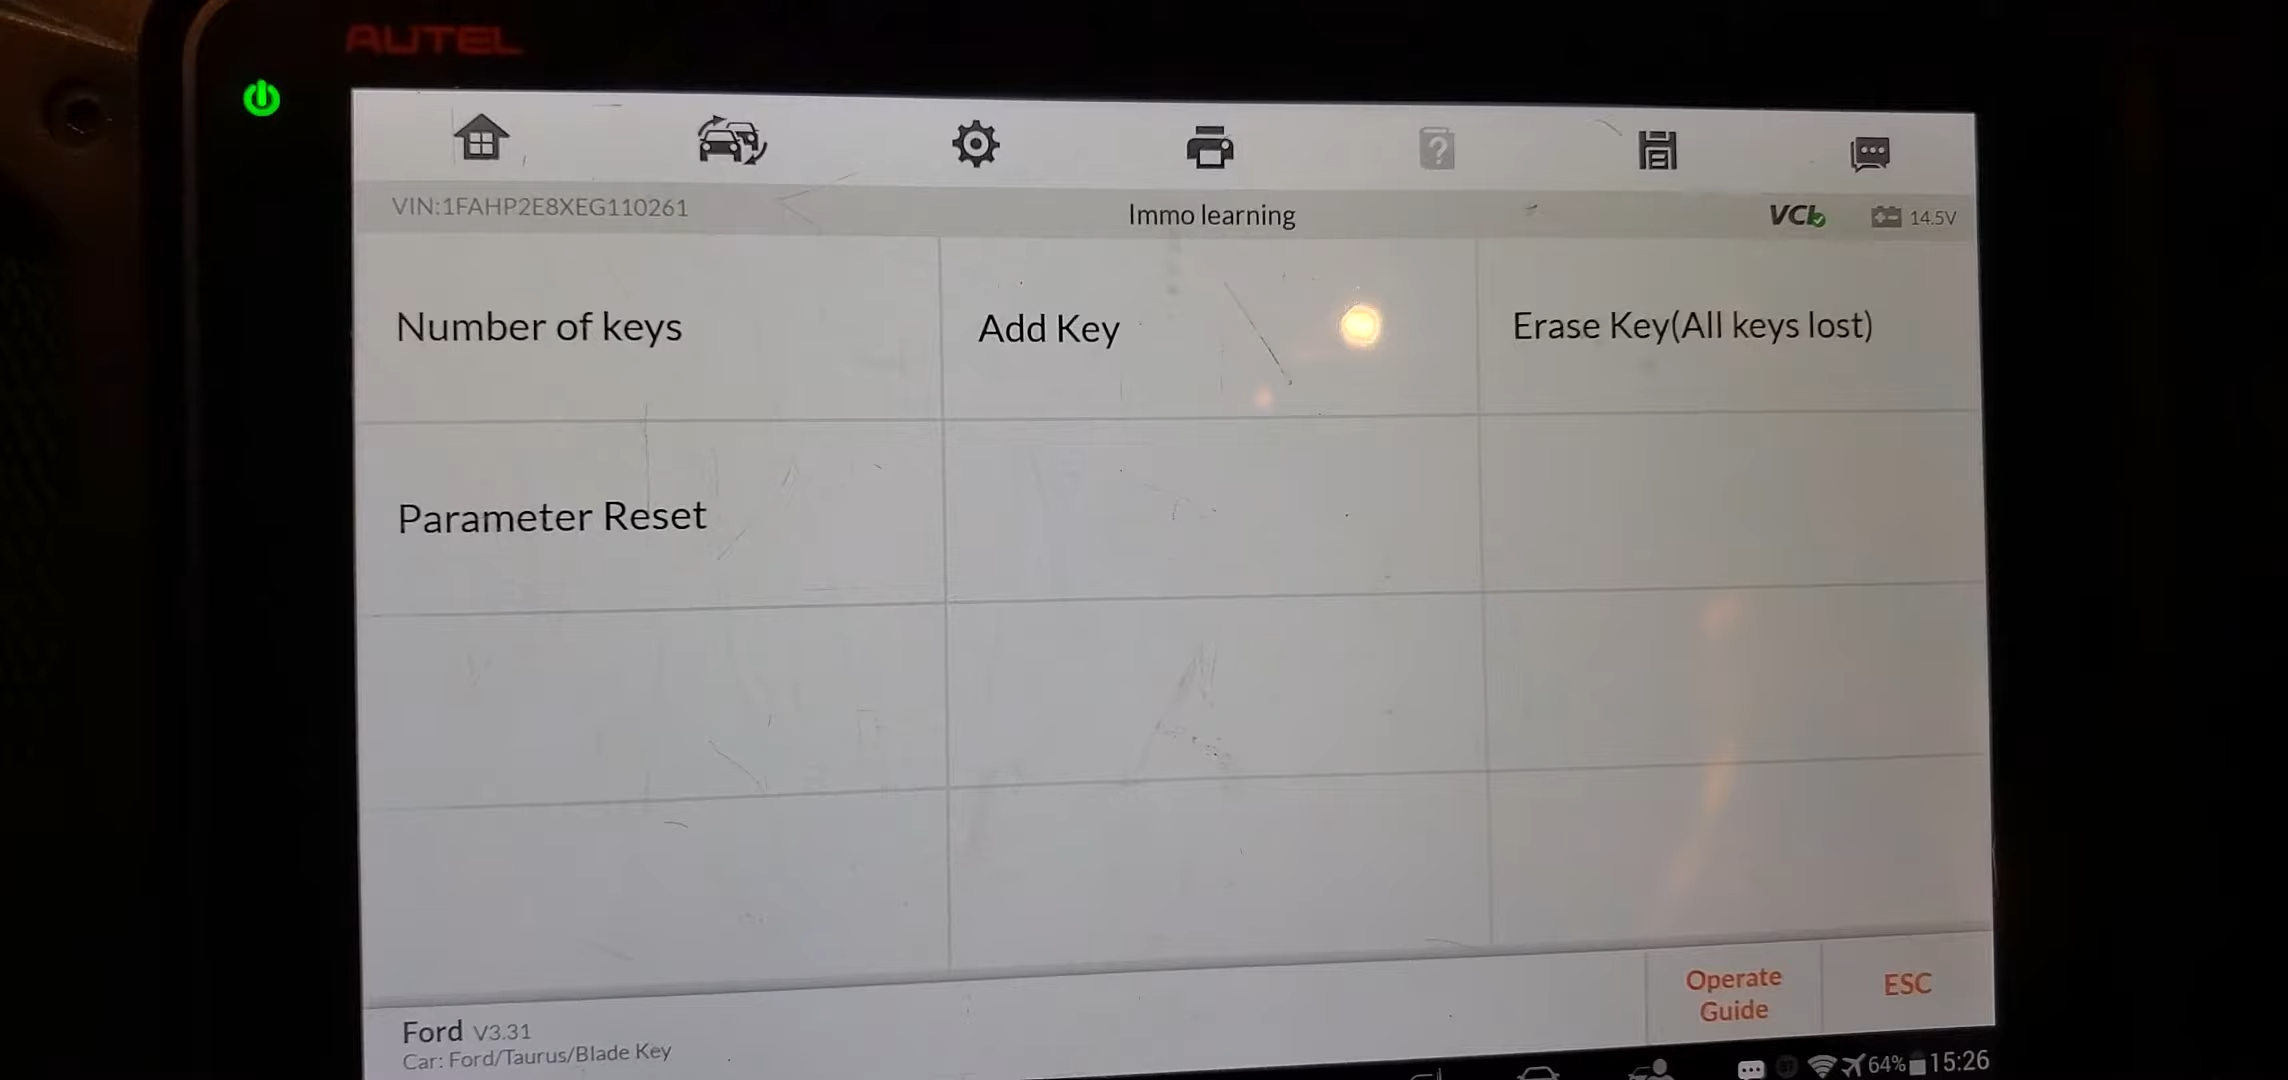 AUTEL
VIN:1FAHP2E8XEG110261
Immo learning
VCI
14.5V
Number of keys
Add Key
Erase Key(All keys lost)
Parameter Reset
Operate
Guide
ESC
Ford V3.31
Car: Ford/Taurus/Blade Key
64%
15:26